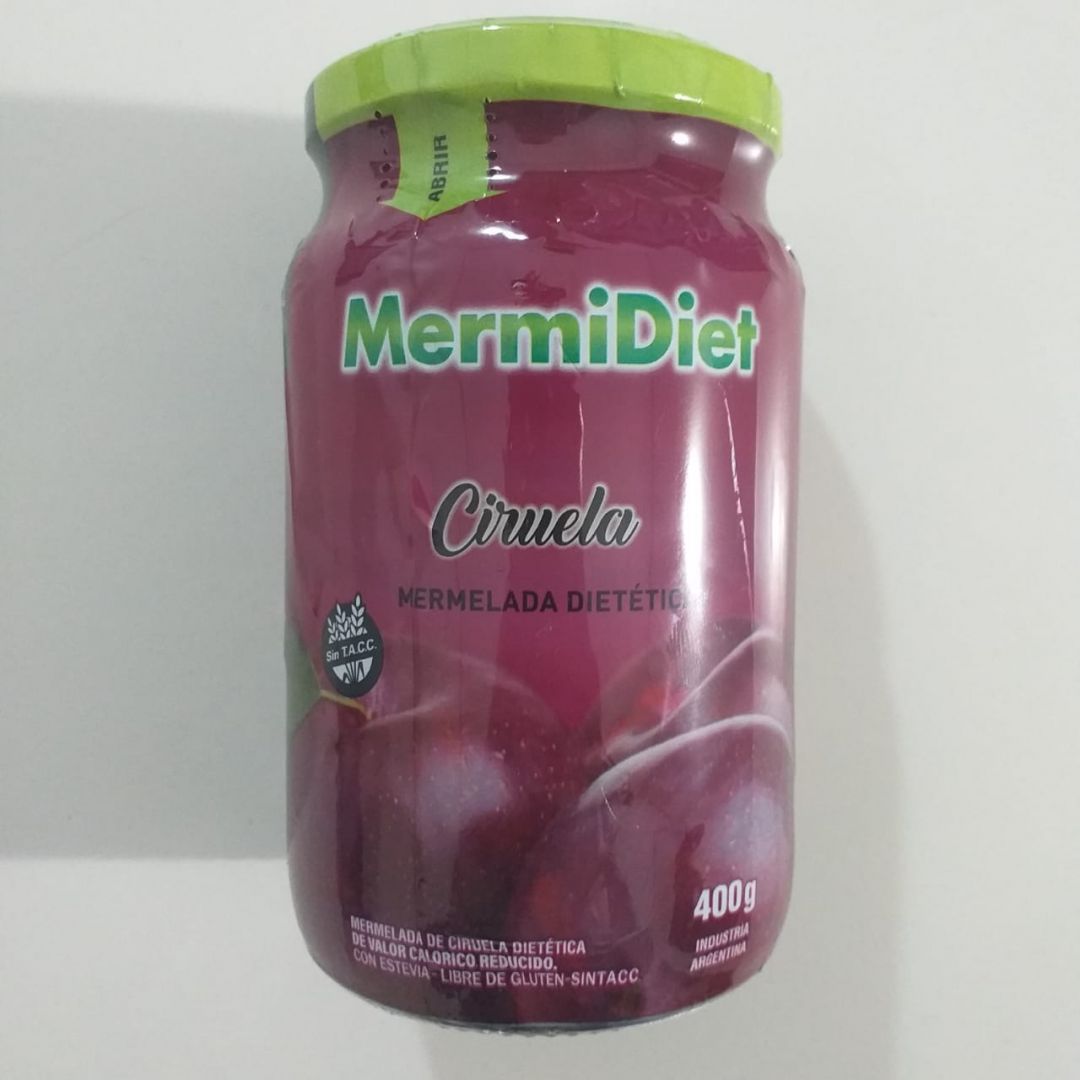 ABRIR
MermiDiet
Ciruela
MERMELADA DIETÉTIC
Sin T.A.C.C.
400g
INDUSTRIA
ARGENTINA
MERMELADA DE CIRUELA DIETÉTICA
DE VALOR CALORICO REDUCIDO.
CON ESTEVIA - LIBRE DE GLUTEN-SINTACC